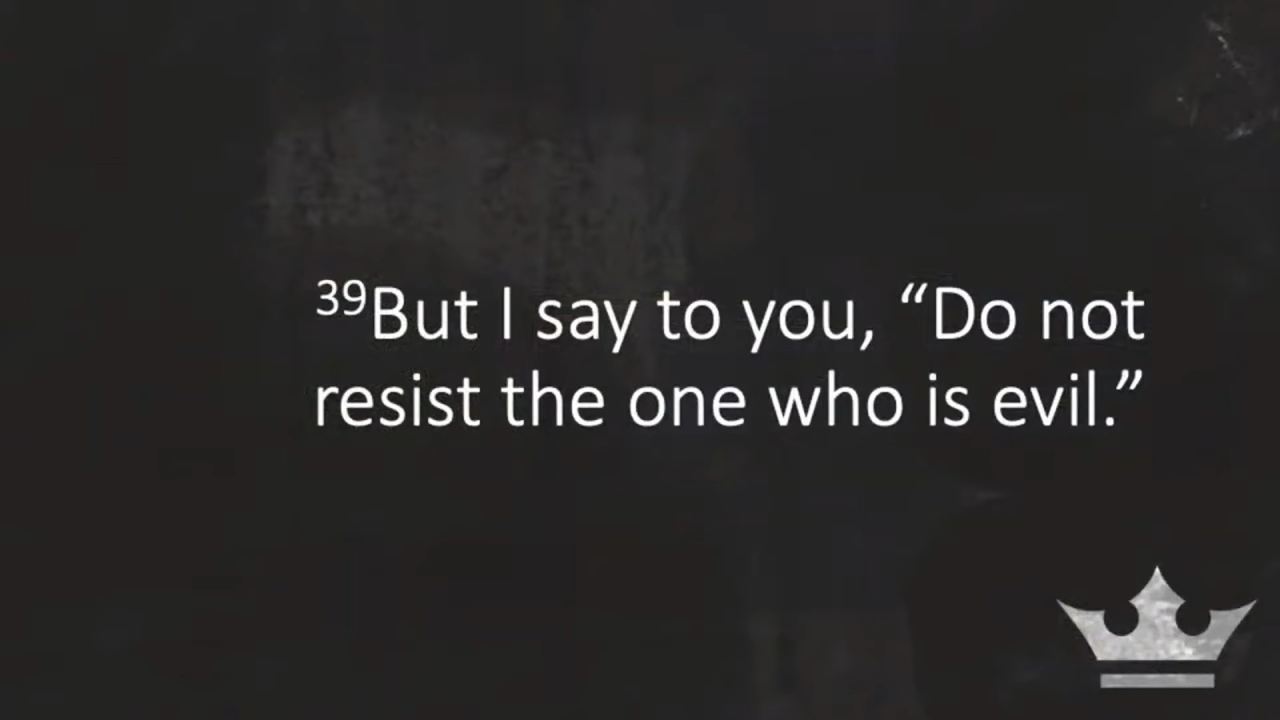 ³⁹But I say to you, “Do not
resist the one who is evil.”